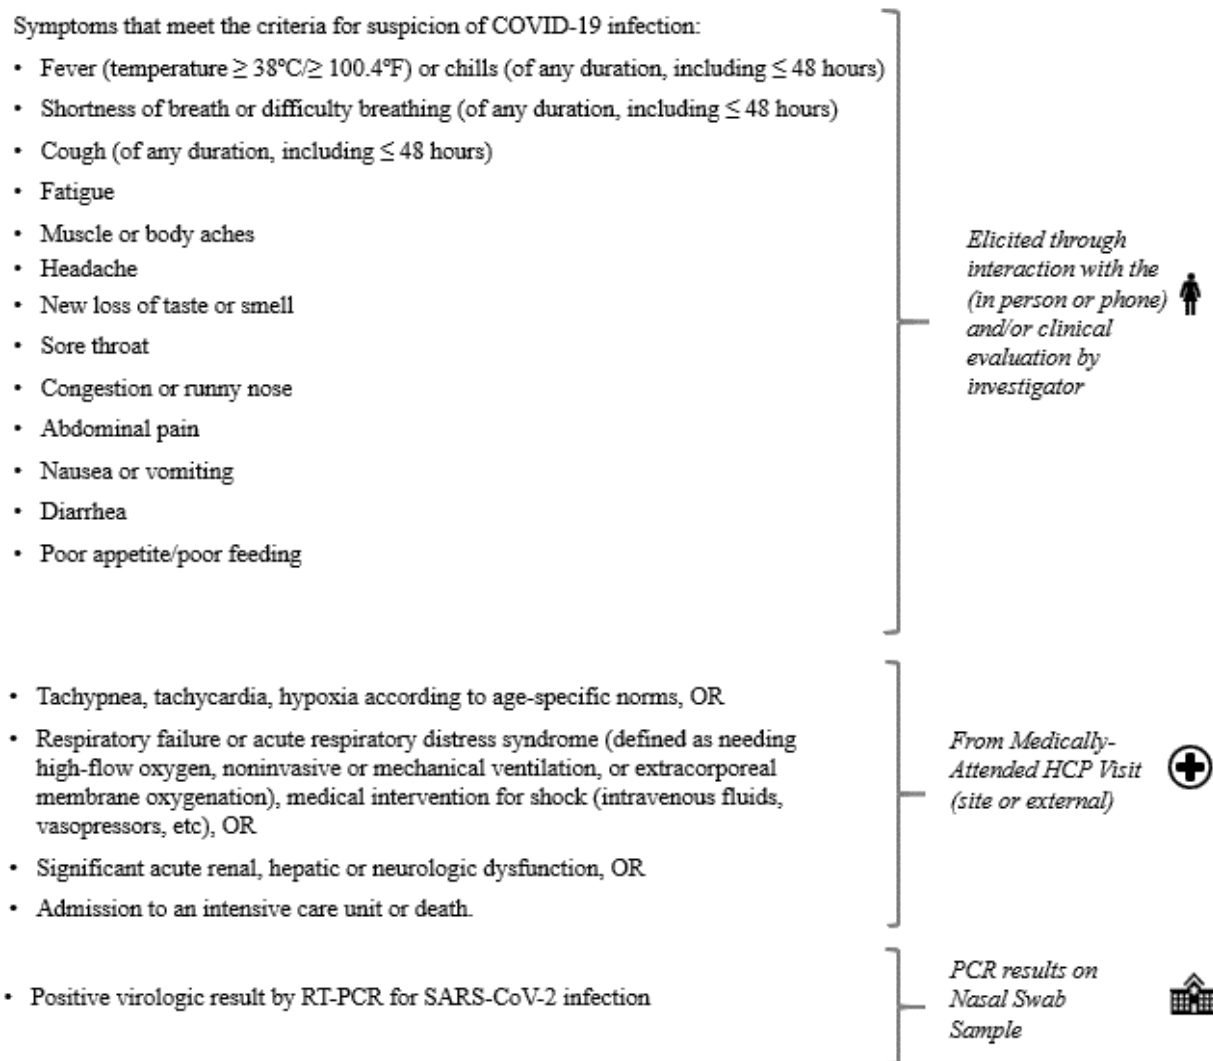 Symptoms that meet the criteria for suspicion of COVID-19 infection:
• Fever (temperature ≥ 38°C/≥ 100.4°F) or chills (of any duration, including ≤ 48 hours)
• Shortness of breath or difficulty breathing (of any duration, including ≤ 48 hours)
• Cough (of any duration, including ≤ 48 hours)
• Fatigue
• Muscle or body aches
• Headache
• New loss of taste or smell
• Sore throat
• Congestion or runny nose
• Abdominal pain
• Nausea or vomiting
• Diarrhea
• Poor appetite/poor feeding
Elicited through
interaction with the
(in person or phone)
and/or clinical
evaluation by
investigator
• Tachypnea, tachycardia, hypoxia according to age-specific norms, OR
• Respiratory failure or acute respiratory distress syndrome (defined as needing
high-flow oxygen, noninvasive or mechanical ventilation, or extracorporeal
membrane oxygenation), medical intervention for shock (intravenous fluids,
vasopressors, etc), OR
• Significant acute renal, hepatic or neurologic dysfunction, OR
• Admission to an intensive care unit or death.
From Medically-
Attended HCP Visit
(site or external)
• Positive virologic result by RT-PCR for SARS-CoV-2 infection
PCR results on
Nasal Swab
Sample